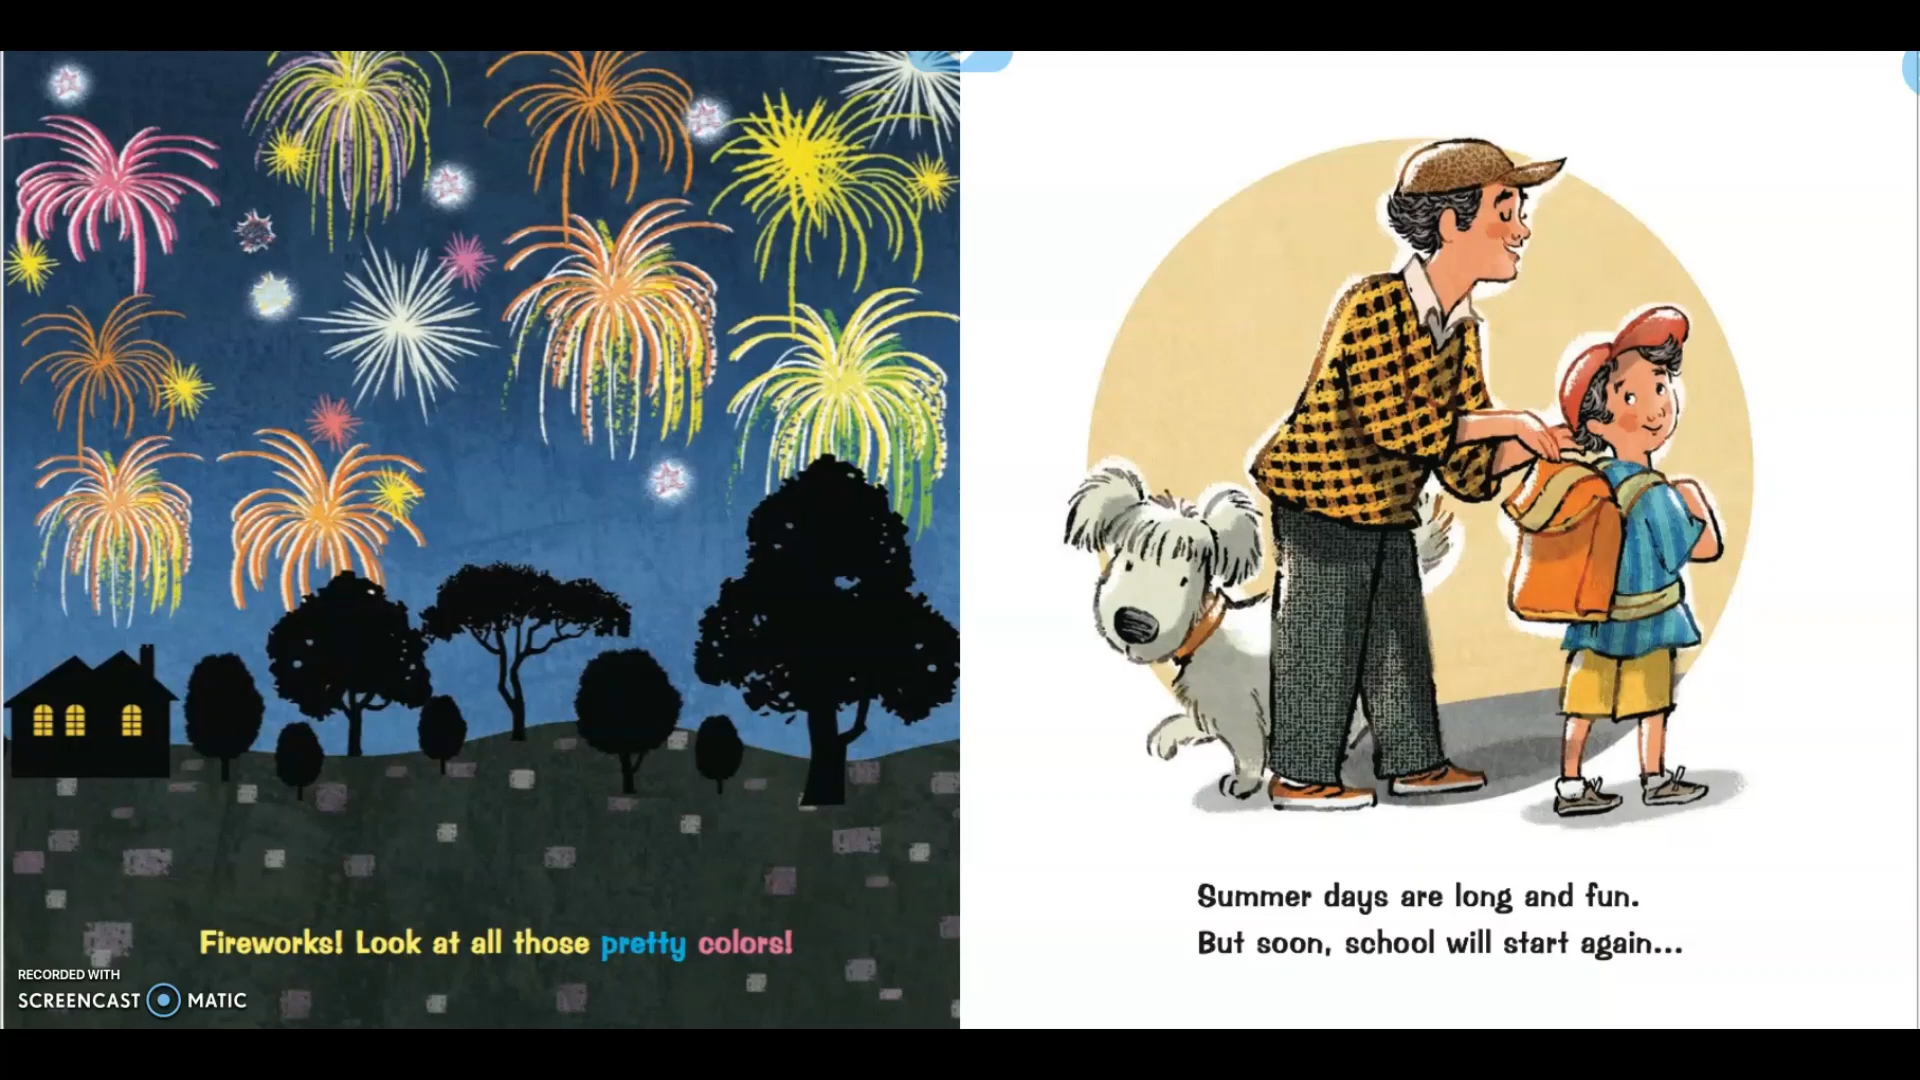 Fireworks! Look at all those pretty colors!
RECORDED WITH
SCREENCAST MATIC
Summer days are long and fun.
But soon, school will start again...